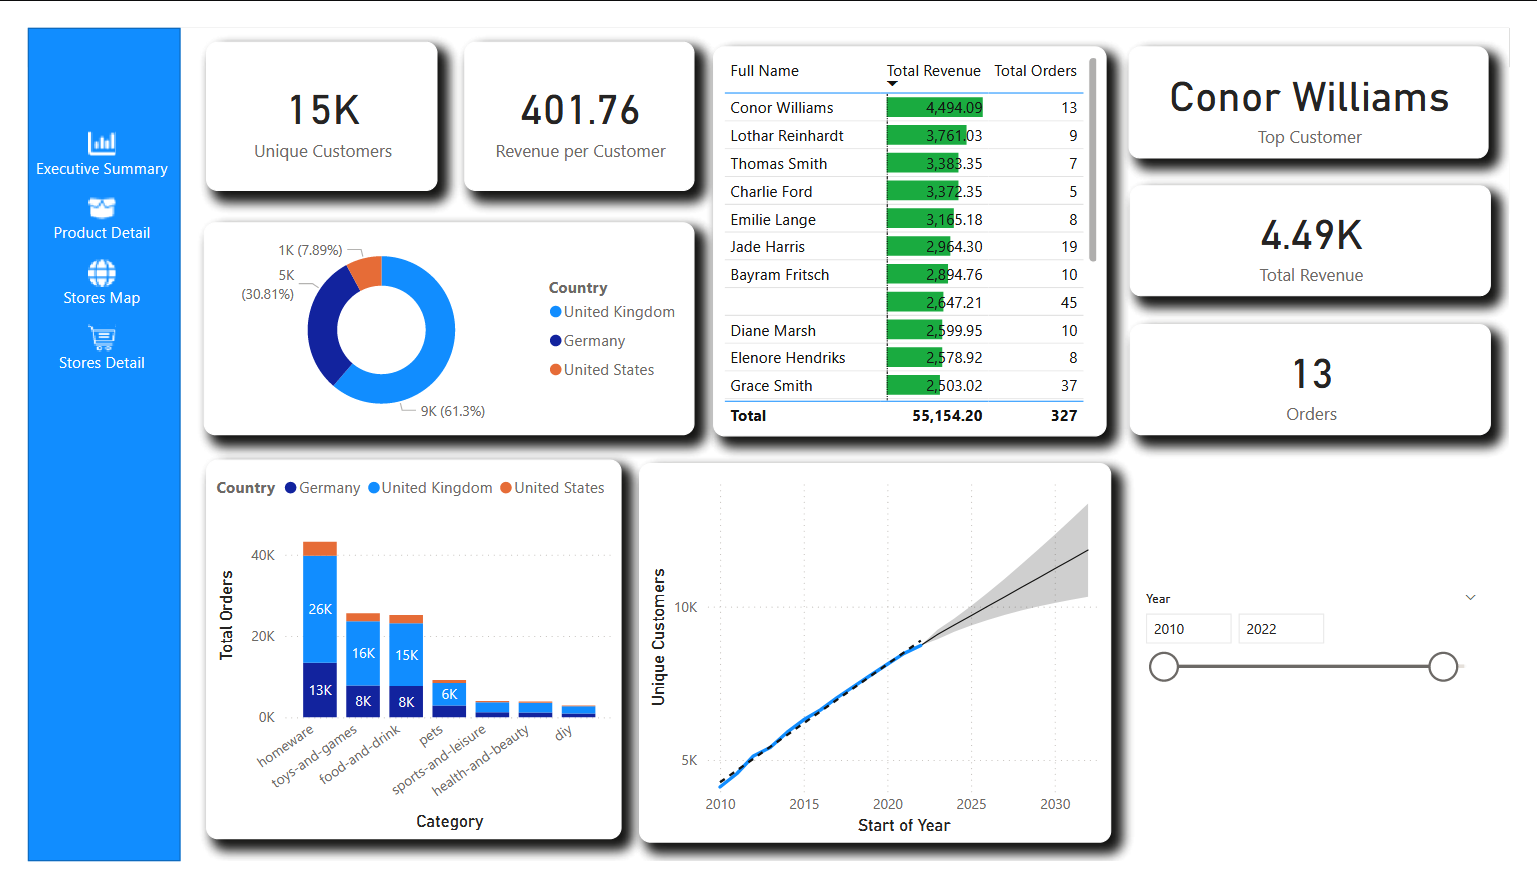 Executive Summary
Product Detail
Stores Map
Stores Detail
15K
Unique Customers
401.76
Revenue per Customer
1K (7.89%)
5K
(30.81%)
9K (61.3%)
Country
United Kingdom
Germany
United States
Full Name Total Revenue Total Orders
Conor Williams 4,494.09 13
Lothar Reinhardt 3,761.03 9
Thomas Smith 3,383.35 7
Charlie Ford 3,372.35 5
Emilie Lange 3,165.18 8
Jade Harris 2,964.30 19
Bayram Fritsch 2,894.76 10
2,647.21 45
Diane Marsh 2,599.95 10
Elenore Hendriks 2,578.92 8
Grace Smith 2,503.02 37
Total 55,154.20 327
Conor Williams
Top Customer
4.49K
Total Revenue
13
Orders
Country Germany United Kingdom United States
Total Orders
40K
20K
0K
26K
13K
16K
8K
15K
8K
6K
homeware
toys-and-games
food-and-drink
pets
sports-and-leisure
health-and-beauty
diy
Category
Unique Customers
10K
5K
2010 2015 2020 2025 2030
Start of Year
Year
2010 2022